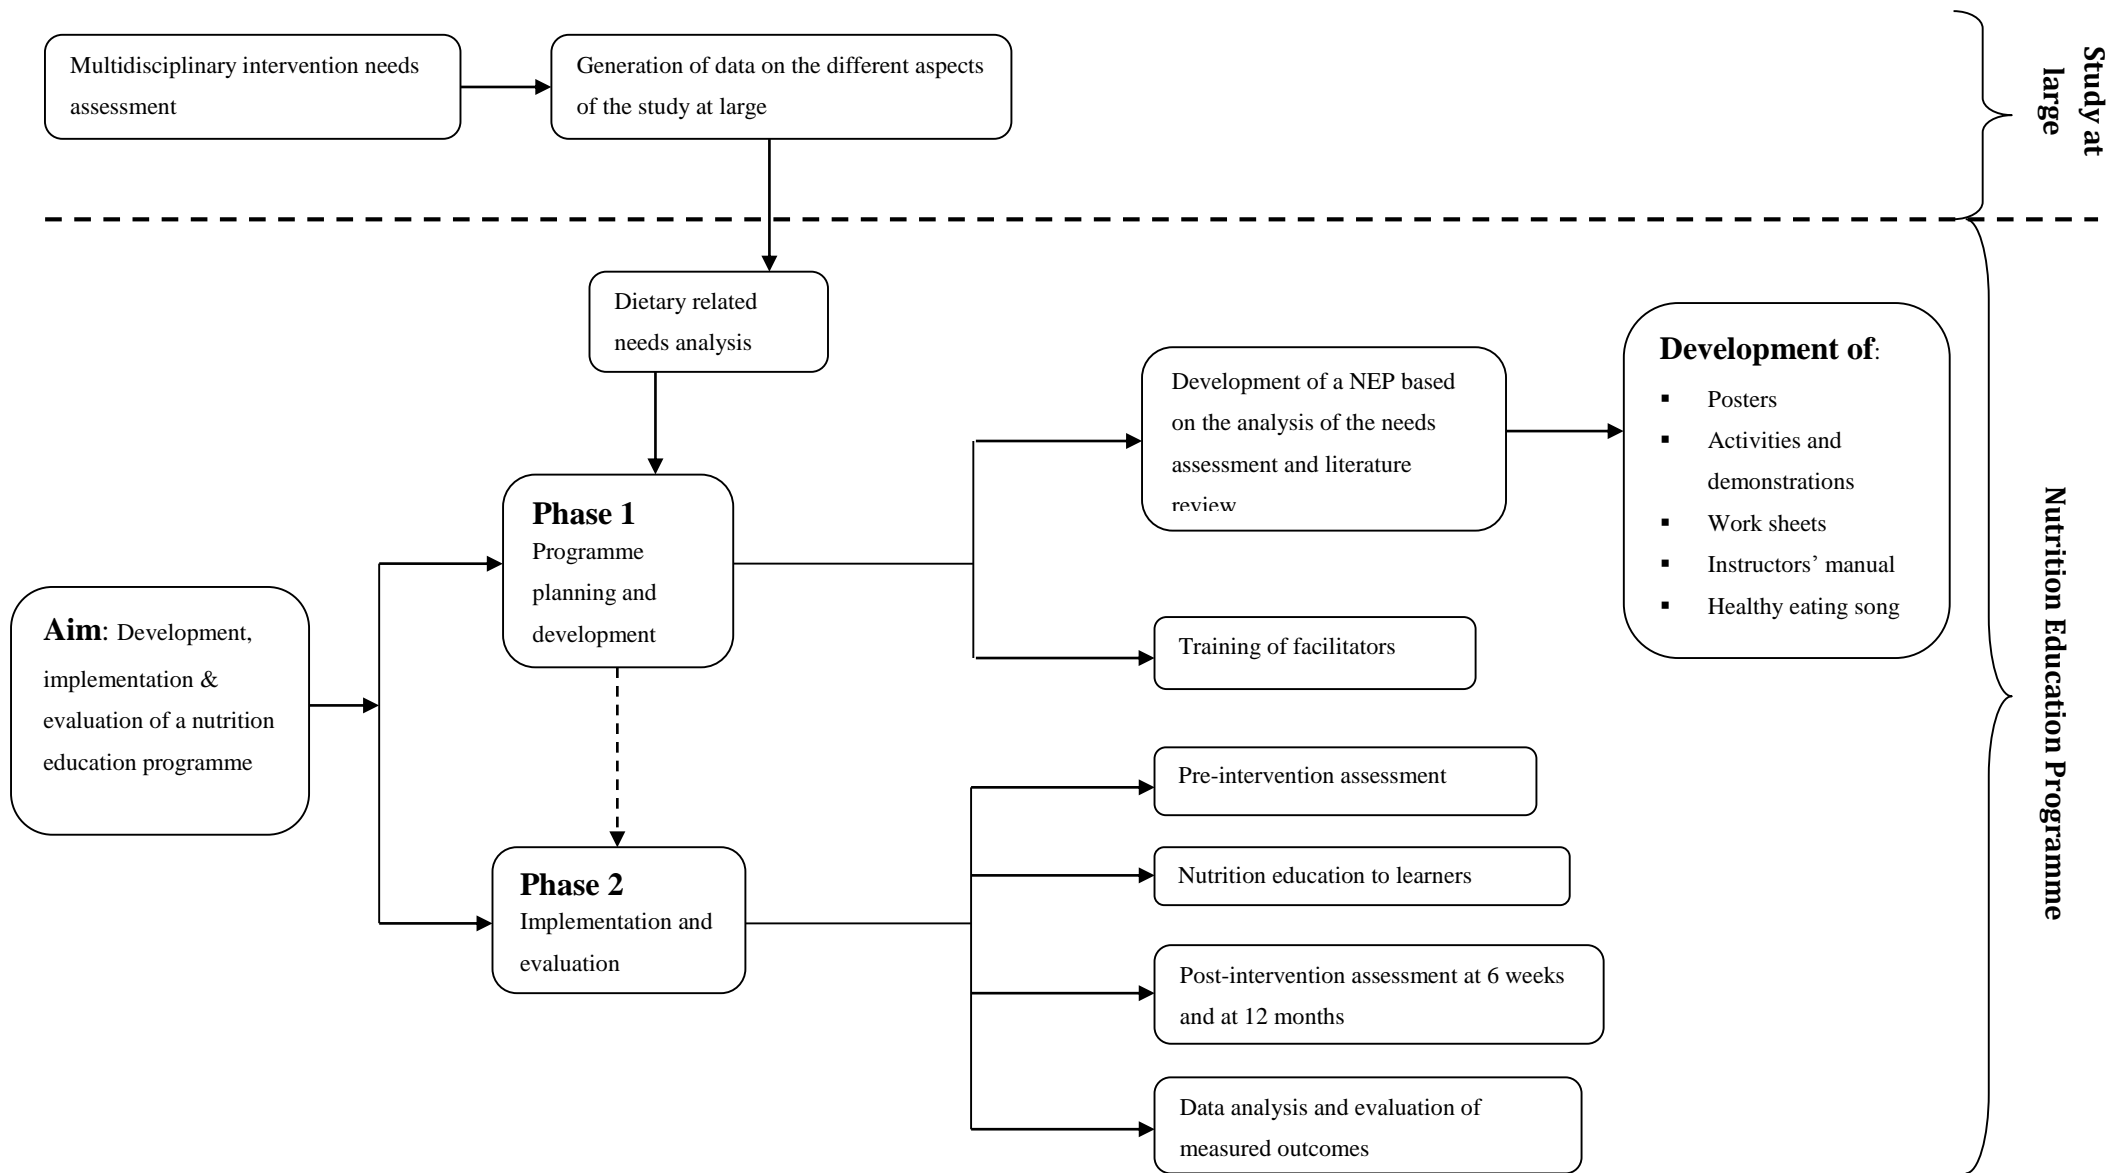 Multidisciplinary intervention needs
assessment
Generation of data on the different aspects
of the study at large
Study at
large
Dietary related
needs analysis
Development of a NEP based
on the analysis of the needs
assessment and literature
review
Development of:
▪ Posters
▪ Activities and
demonstrations
▪ Work sheets
▪ Instructors’ manual
▪ Healthy eating song
Phase 1
Programme
planning and
development
Aim: Development,
implementation &
evaluation of a nutrition
education programme
Training of facilitators
Nutrition Education Programme
Pre-intervention assessment
Phase 2
Implementation and
evaluation
Nutrition education to learners
Post-intervention assessment at 6 weeks
and at 12 months
Data analysis and evaluation of
measured outcomes